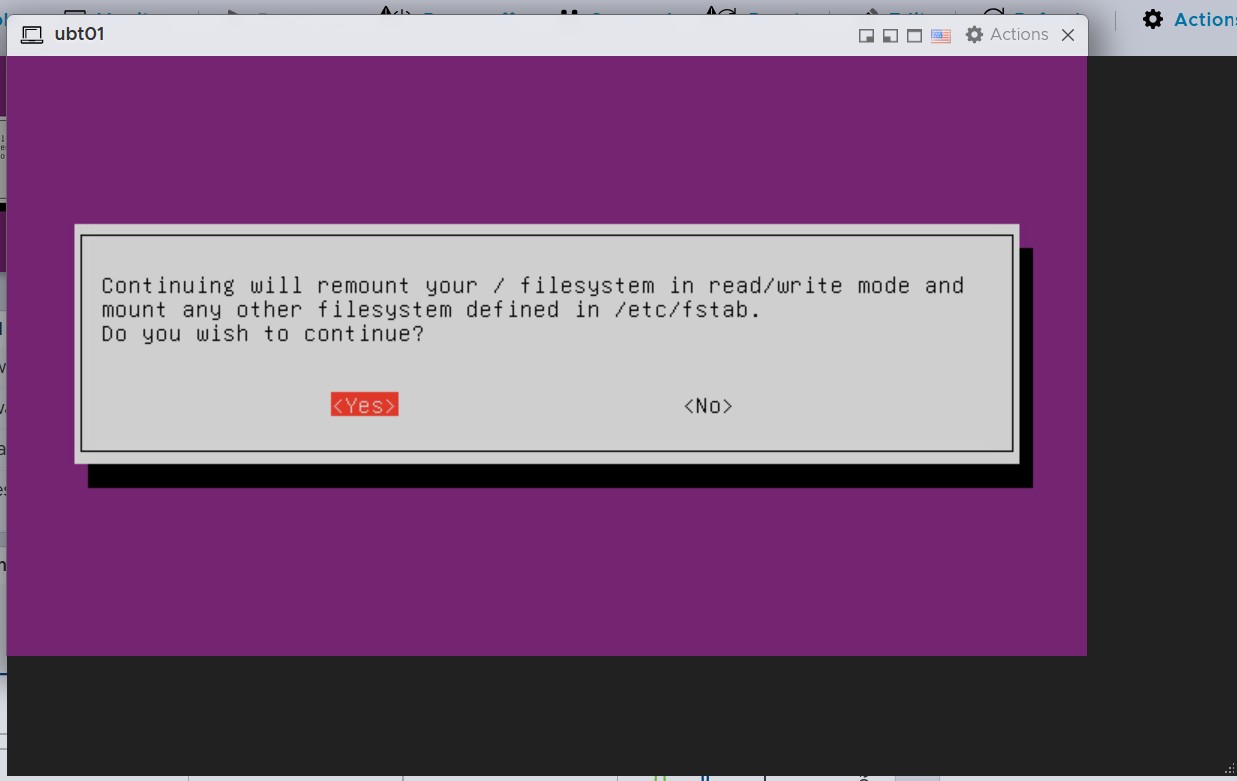 ubt01
Actions
Actions
Continuing will remount your / filesystem in read/write mode and
mount any other filesystem defined in /etc/fstab.
Do you wish to continue?
<Yes> <No>